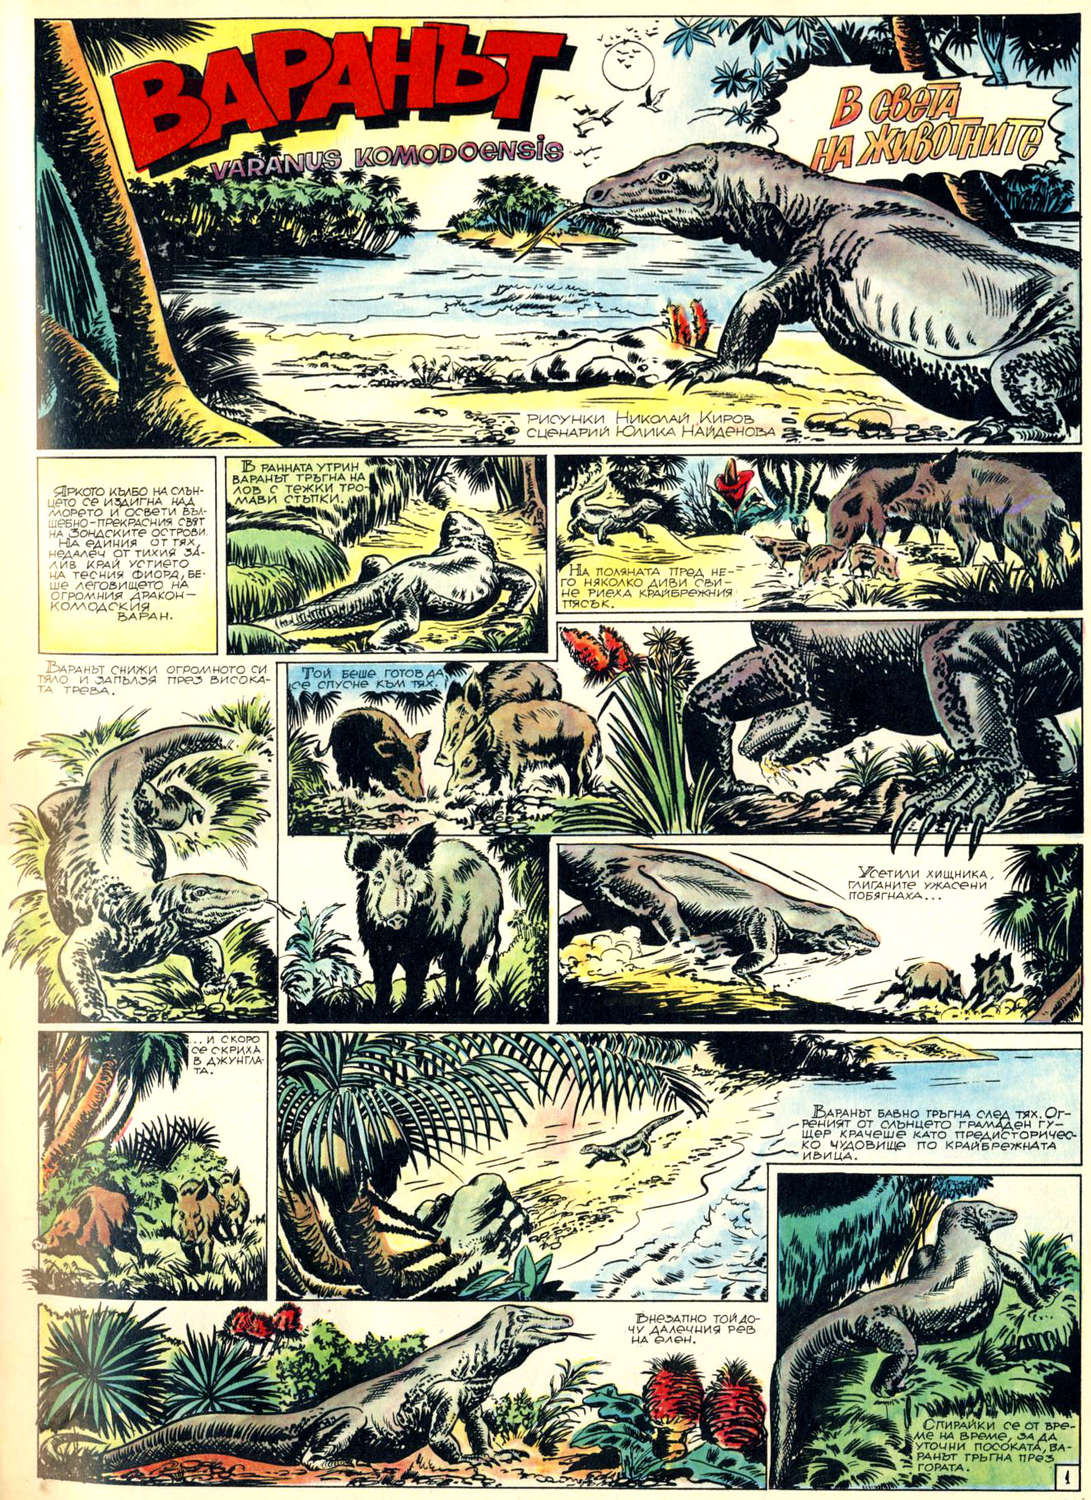 ВАРАНЪТ
VARANUS KOMODOENSIS
В СВЕТА
НА ЖИВОТНИТЕ
РИСУНКИ НИКОЛАЙ КИРОВ
СЦЕНАРИЙ ЮЛИКА НАЙДЕНОВА
ЯРКОТО КЪЛБО НА СЛЪН-
ЦЕТО СЕ ИЗДИГНА НАД
МОРЕТО И ОСВЕТИ ВЪЛ-
ШЕБНО-ПРЕКРАСНИЯ СВЯТ
НА ЗОНДСКИТЕ ОСТРОВИ.
НА ЕДИНИЯ ОТ ТЯХ,
НЕДАЛЕЧ ОТ ТИХИЯ ЗА-
ЛИВ КРАЙ УСТИЕТО
НА ТЕСНИЯ ФИОРД, БЕ-
ШЕ ЛЕГОВИЩЕТО НА
ОГРОМНИЯ ДРАКОН-
КОМОДСКИЯ
ВАРАН.
В РАННАТА УТРИН
ВАРАНЪТ ТРЪГНА НА
ЛОВ С ТЕЖКИ ТРО-
МЛАВИ СТЪПКИ.
НА ПОЛЯНАТА ПРЕД НЕ-
ГО НЯКОЛКО ДИВИ СВИ-
НЕ РИЕХА КРАЙБРЕЖНИЯ
ПЯСЪК.
ВАРАНЪТ СНИЖИ ОГРОМНОТО СИ
ТЯЛО И ЗАПЪЛЗЯ ПРЕЗ ВИСОКА-
ТА ТРЕВА.
ТОЙ БЕШЕ ГОТОВ ДА
СЕ СПУСНЕ КЪМ ТЯХ.
УСЕТИЛИ ХИЩНИКА,
ГЛИГАНИТЕ УЖАСЕНИ
ПОБЯГНАХА...
...И СКОРО
СЕ СКРИХА
В ДЖУНГЛА-
ТА.
ВАРАНЪТ БАВНО ТРЪГНА СЛЕД ТЯХ. ОГ-
РЕНИЯТ ОТ СЛЪНЦЕТО ГРАМАДЕН ГУ-
ЩЕР КРАЧЕШЕ КАТО ПРЕДИСТОРИЧЕС-
КО ЧУДОВИЩЕ ПО КРАЙБРЕЖНАТА
ИВИЦА.
ВНЕЗАПНО ТОЙ ДО-
ЧУ ДАЛЕЧНИЯ РЕВ
НА ЕЛЕН.
СПИРАЙКИ СЕ ОТ ВРЕ-
МЕ НА ВРЕМЕ, ЗА ДА
УТОЧНИ ПОСОКАТА, ВА-
РАНЪТ ТРЪГНА ПРЕЗ
ГОРАТА.
1